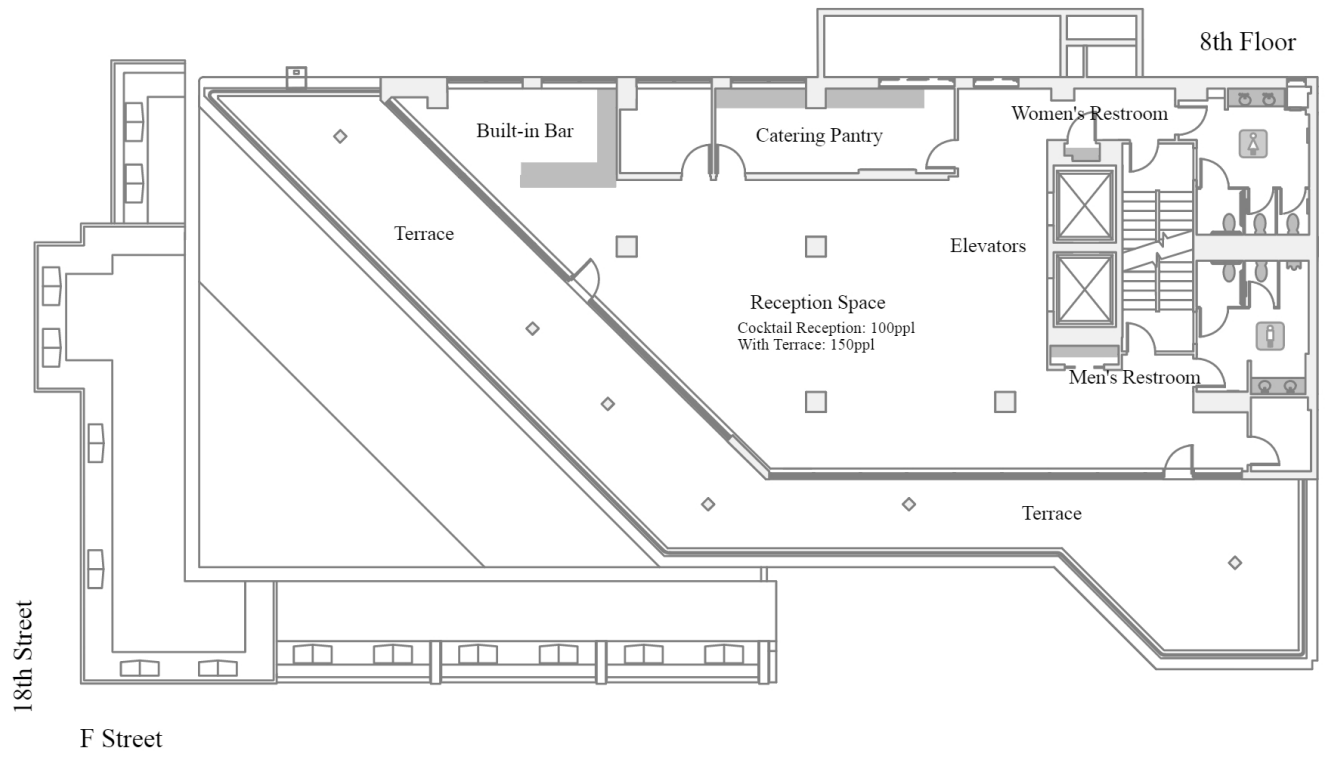 8th Floor
Women's Restroom
Built-in Bar
Catering Pantry
Terrace
Elevators
Reception Space
Cocktail Reception: 100ppl
With Terrace: 150ppl
Men's Restroom
Terrace
18th Street
F Street